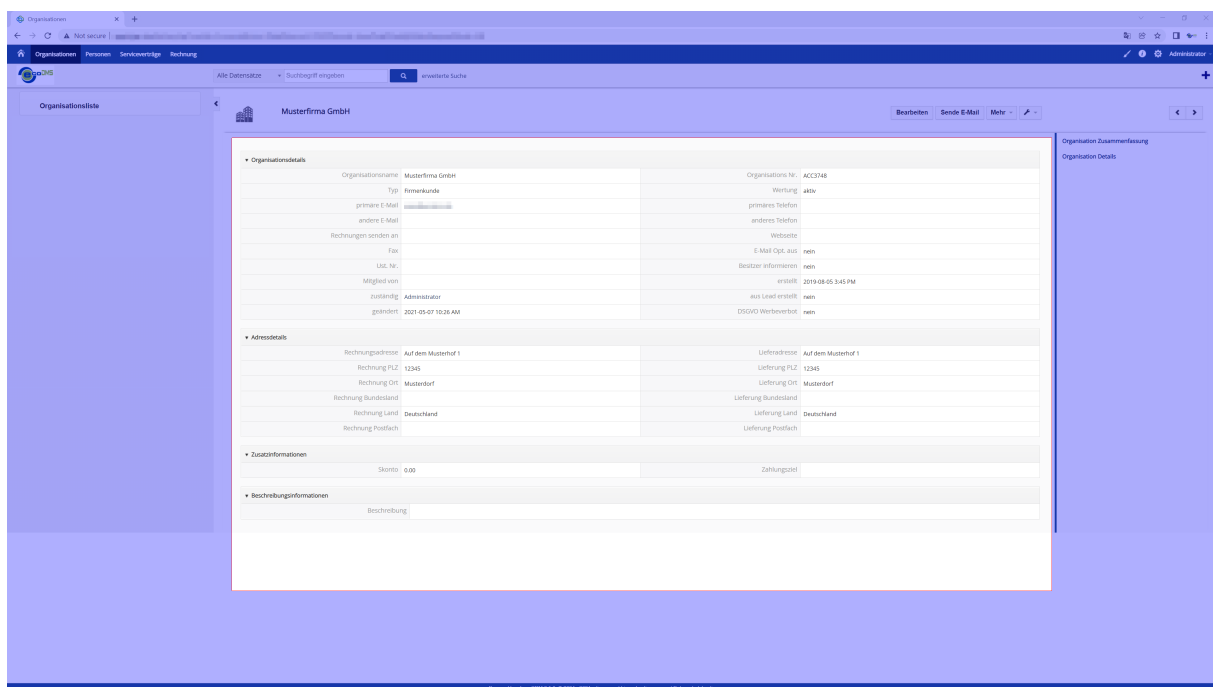 Organisationen
Not secure
Organisationen Personen Serviceverträge Rechnung Administrator
Alle Datensätze Suchbegriff eingeben erweiterte Suche
Organisationsliste
Musterfirma GmbH
Bearbeiten Sende E-Mail Mehr
Organisation Zusammenfassung
Organisation Details
Organisationsdetails
Organisationsname Musterfirma GmbH Organisations Nr. ACC3748
Typ Firmenkunde Wertung aktiv
primäre E-Mail primäres Telefon
andere E-Mail anderes Telefon
Rechnungen senden an Webseite
Fax E-Mail Opt. aus nein
Ust. Nr. Besitzer informieren nein
Mitglied von erstellt 2019-08-05 3:45 PM
zuständig Administrator aus Lead erstellt nein
geändert 2021-05-07 10:26 AM DSGVO Werbeverbot nein
Adressdetails
Rechnungsadresse Auf dem Musterhof 1 Lieferadresse Auf dem Musterhof 1
Rechnung PLZ 12345 Lieferung PLZ 12345
Rechnung Ort Musterdorf Lieferung Ort Musterdorf
Rechnung Bundesland Lieferung Bundesland
Rechnung Land Deutschland Lieferung Land Deutschland
Rechnung Postfach Lieferung Postfach
Zusatzinformationen
Skonto 0.00 Zahlungsziel
Beschreibungsinformationen
Beschreibung